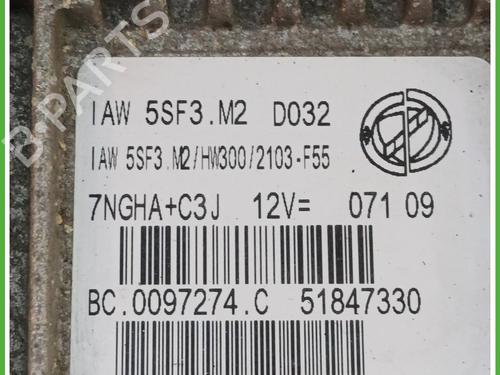 B-PARTS
IAW 5SF3.M2 D032
IAW 5SF3.M2/HW300/2103-F55
7NGHA+C3J 12V= 071 09
BC.0097274.C 51847330